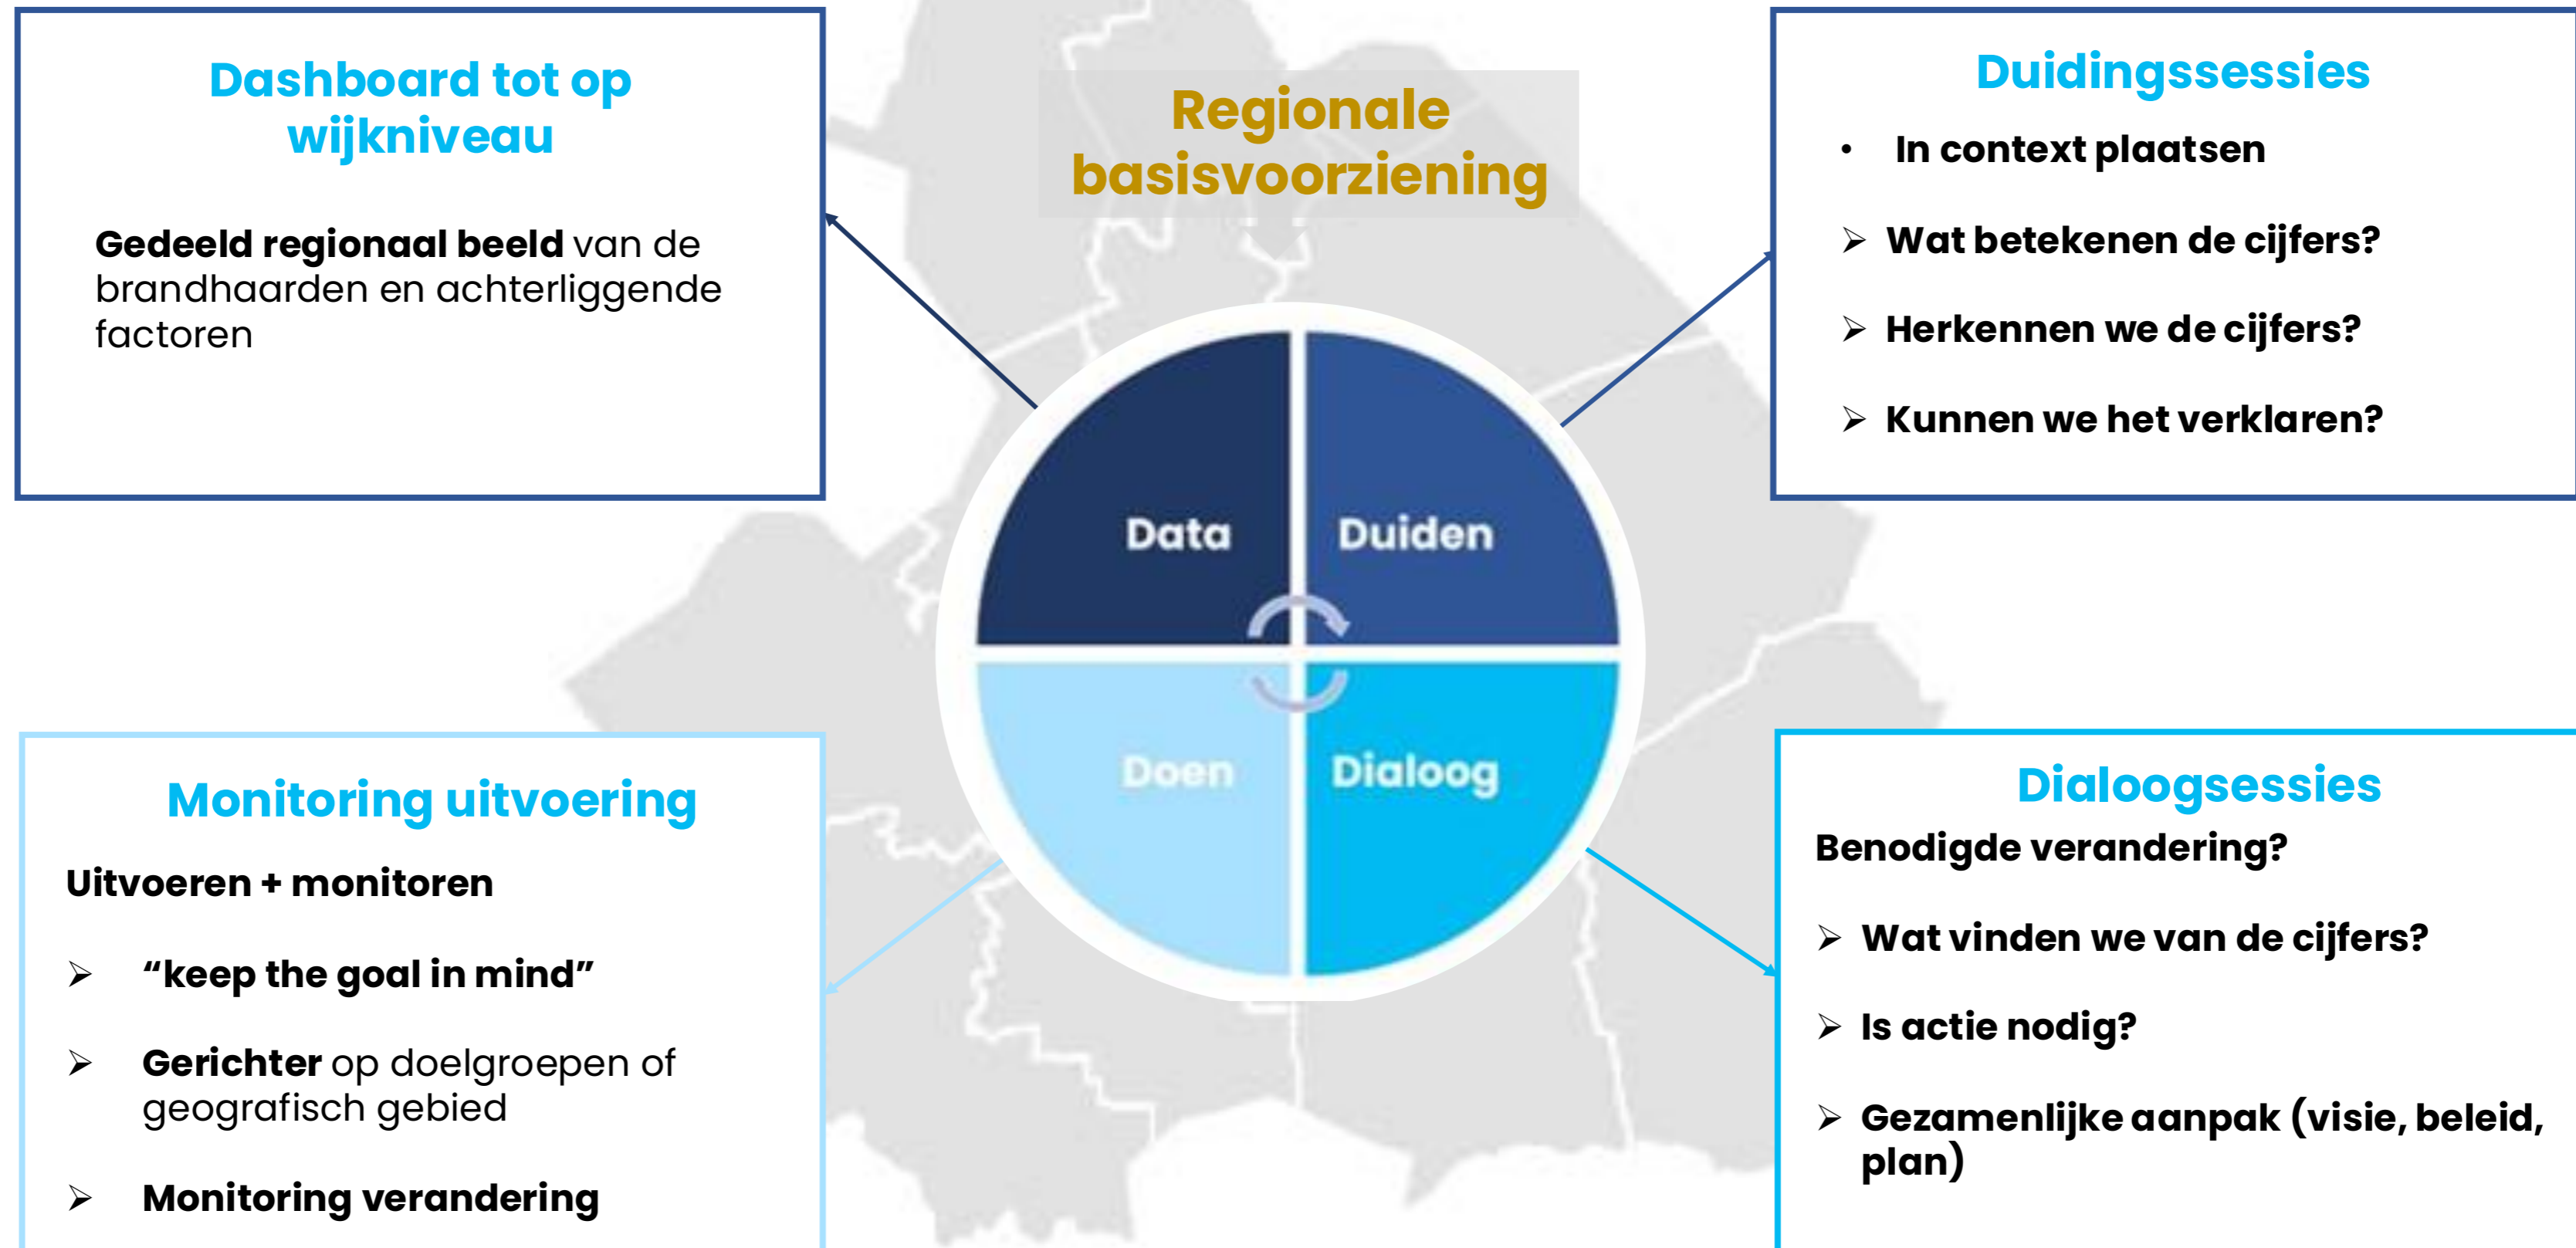 Dashboard tot op
wijkniveau
Gedeeld regionaal beeld van de
brandhaarden en achterliggende
factoren
Regionale
basisvoorziening
Duidingssessies
• In context plaatsen
➢ Wat betekenen de cijfers?
➢ Herkennen we de cijfers?
➢ Kunnen we het verklaren?
Data
Duiden
Doen
Dialoog
Monitoring uitvoering
Uitvoeren + monitoren
➢ “keep the goal in mind”
➢ Gerichter op doelgroepen of
geografisch gebied
➢ Monitoring verandering
Dialoogsessies
Benodigde verandering?
➢ Wat vinden we van de cijfers?
➢ Is actie nodig?
➢ Gezamenlijke aanpak (visie, beleid,
plan)